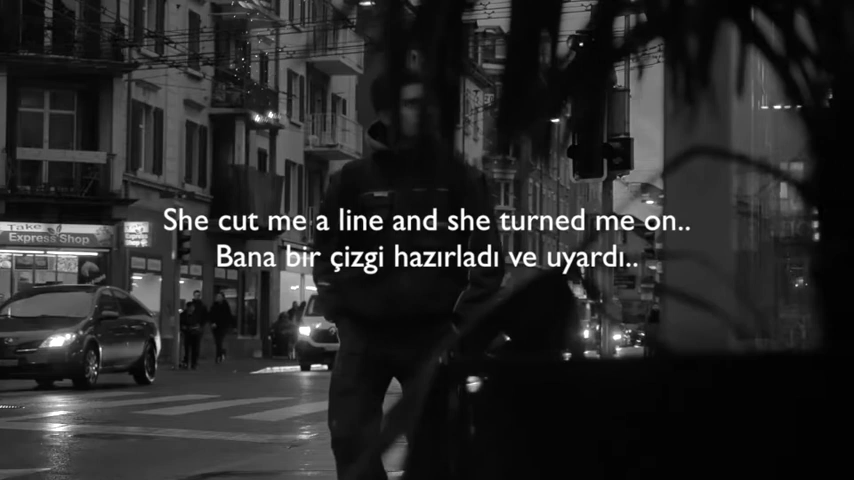 Take
Express Shop
She cut me a line and she turned me on..
Bana bir çizgi hazırladı ve uyardı..